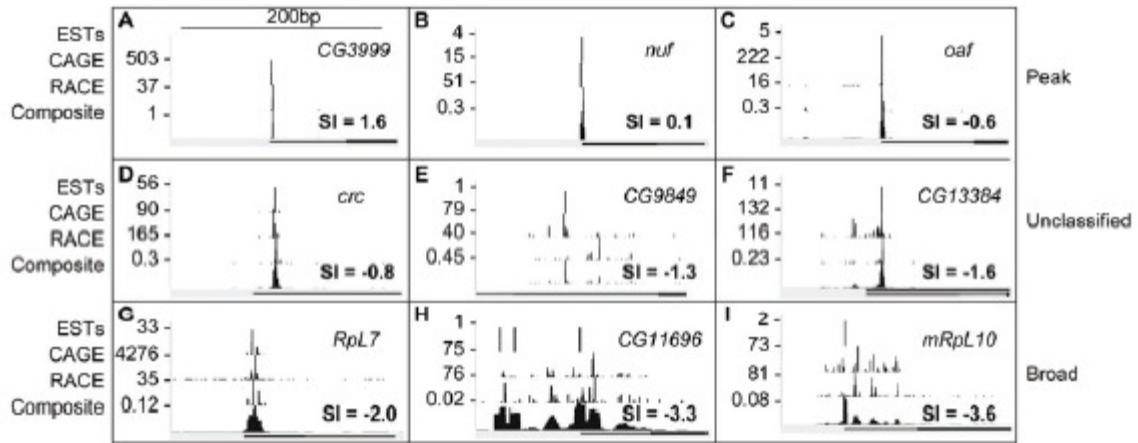 A 200bp
ESTs
CAGE 503
RACE 37
Composite 1
CG3999
SI = 1.6
B
4
15
51
0.3
nuf
SI = 0.1
C
5
222
16
0.3
oaf
SI = -0.6
Peak
D
ESTs 56
CAGE 90
RACE 165
Composite 0.3
crc
SI = -0.8
E
1
79
40
0.45
CG9849
SI = -1.3
F
11
132
116
0.23
CG13384
SI = -1.6
Unclassified
G
ESTs 33
CAGE 4276
RACE 35
Composite 0.12
RpL7
SI = -2.0
H
1
75
76
0.02
CG11696
SI = -3.3
I
2
73
81
0.08
mRpL10
SI = -3.6
Broad